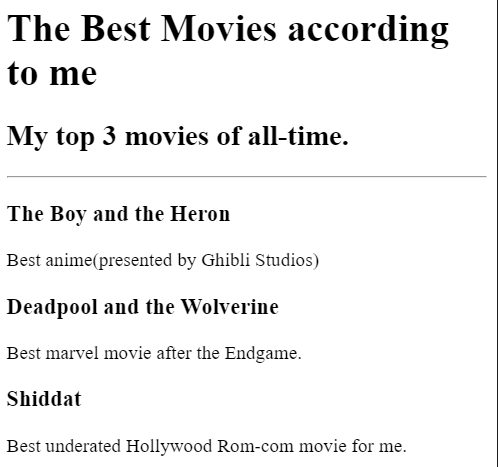 The Best Movies according
to me
My top 3 movies of all-time.
The Boy and the Heron
Best anime(presented by Ghibli Studios)
Deadpool and the Wolverine
Best marvel movie after the Endgame.
Shiddat
Best underated Hollywood Rom-com movie for me.